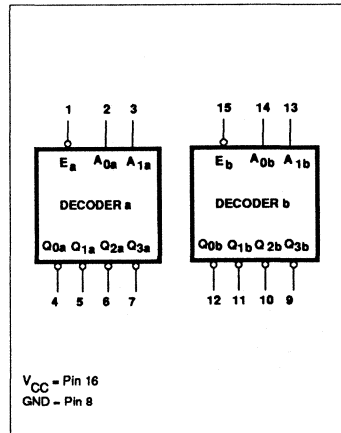 1 2 3 15 14 13
Ea A0a A1a Eb A0b A1b
DECODER a DECODER b
Q0a Q1a Q2a Q3a Q0b Q1b Q2b Q3b
4 5 6 7 12 11 10 9
VCC = Pin 16
GND - Pin 8